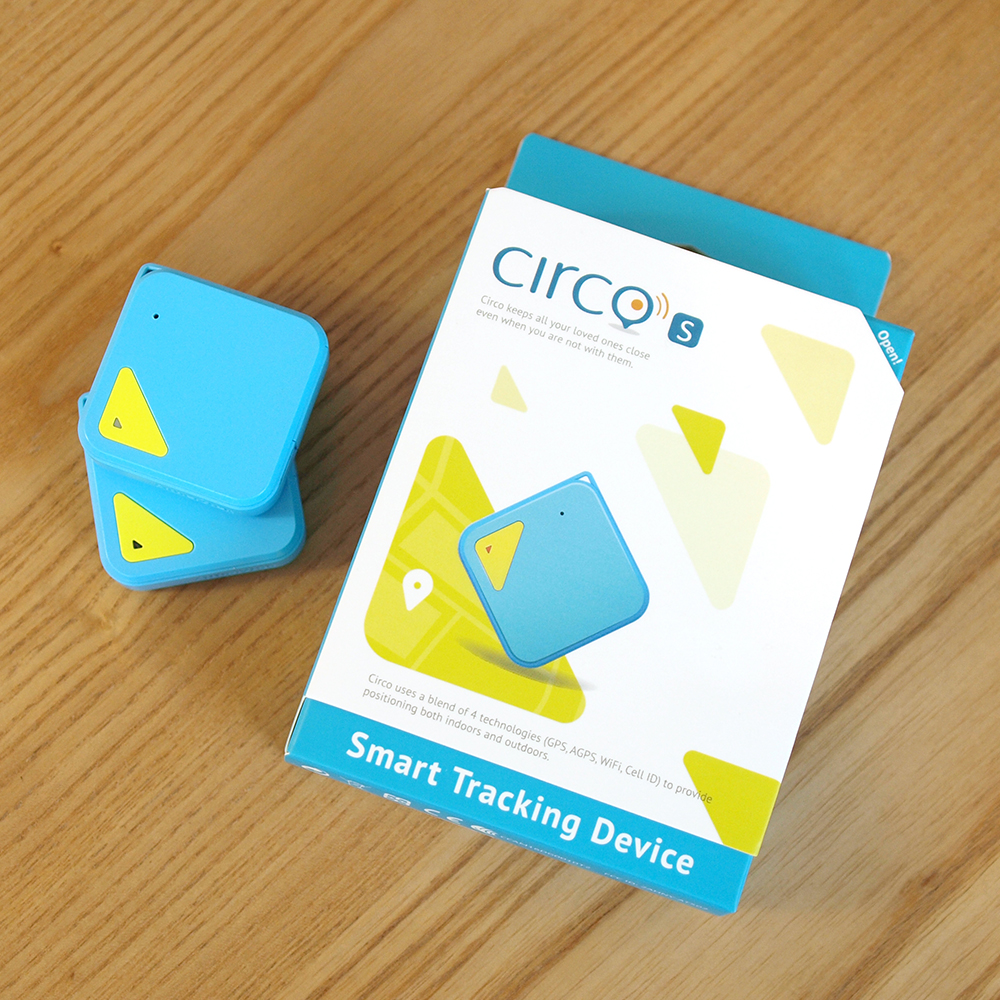 circo S
Circo keeps all your loved ones close
even when you are not with them.
Open!
Circo uses a blend of 4 technologies (GPS, AGPS, WiFi, Cell ID) to provide
positioning both indoors and outdoors.
Smart Tracking Device